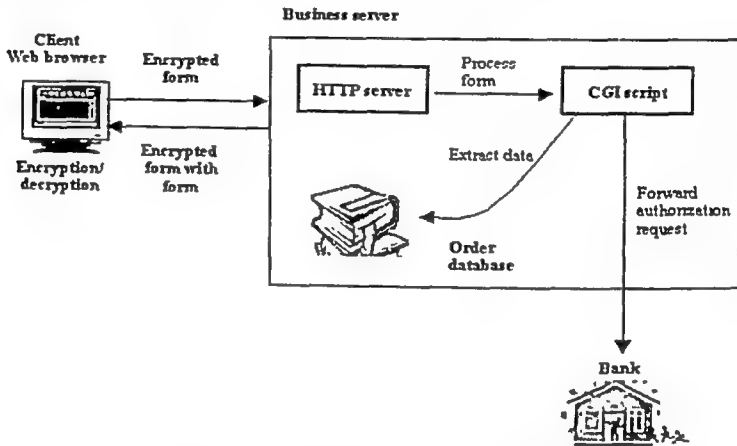 Business server
Client
Web browser
Encrypted
form
Process
form
HTTP server
CGI script
Encryption/
decryption
Encrypted
form with
form
Extract data
Forward
authorization
request
Order
database
Bank